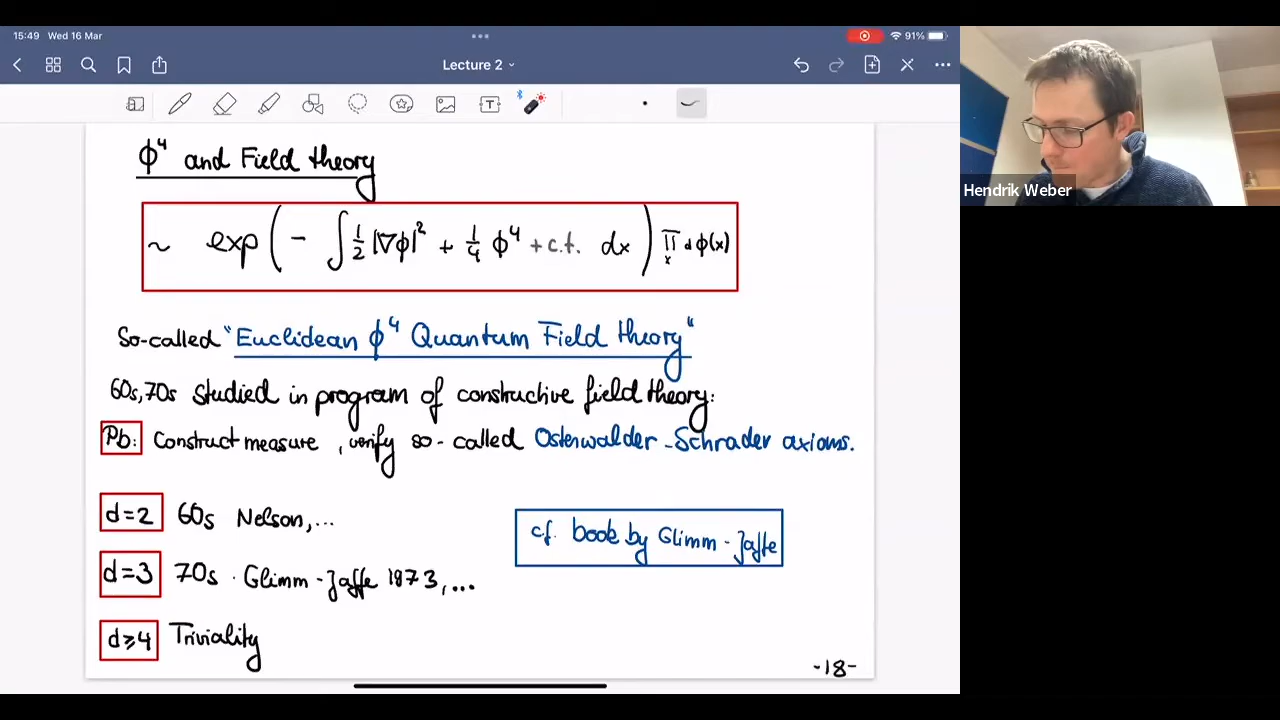 15:49 Wed 16 Mar
91%
Lecture 2
Hendrik Weber
ϕ⁴ and Field theory
~ exp ( - ∫ ½ |∇ϕ|² + ¼ ϕ⁴ + c.t. dx ) ∏ₓ dϕ(x)
So-called "Euclidean ϕ⁴ Quantum Field theory"
60s,70s studied in program of constructive field theory:
Pb: Construct measure, verify so-called Osterwalder-Schrader axioms.
d=2 60s Nelson,...
cf. book by Glimm-Jaffe
d=3 70s. Glimm-Jaffe 1973,...
d≥4 Triviality
-18-